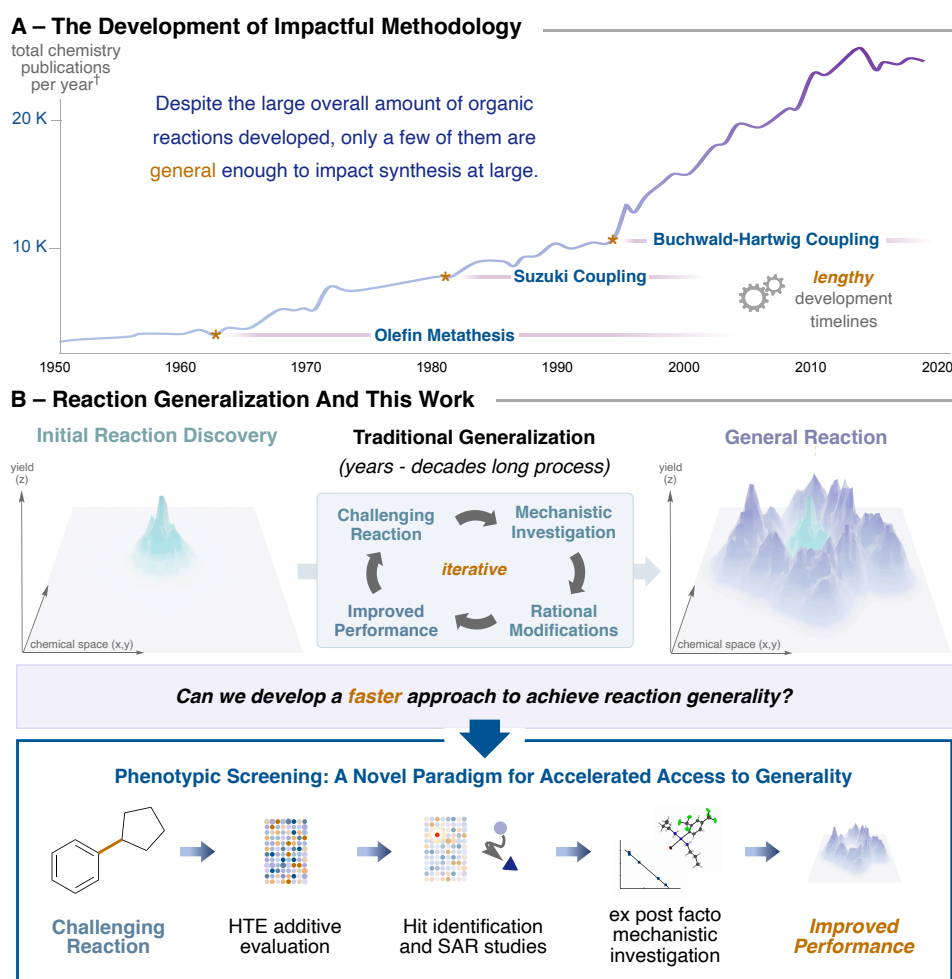 A – The Development of Impactful Methodology
total chemistry
publications
per year†
20 K
10 K
Despite the large overall amount of organic
reactions developed, only a few of them are
general enough to impact synthesis at large.
* Buchwald-Hartwig Coupling
* Suzuki Coupling
* Olefin Metathesis
lengthy
development
timelines
1950 1960 1970 1980 1990 2000 2010 2020
B – Reaction Generalization And This Work
Initial Reaction Discovery
yield
(z)
chemical space (x,y)
Traditional Generalization
(years - decades long process)
Challenging
Reaction
Mechanistic
Investigation
iterative
Improved
Performance
Rational
Modifications
General Reaction
yield
(z)
chemical space (x,y)
Can we develop a faster approach to achieve reaction generality?
Phenotypic Screening: A Novel Paradigm for Accelerated Access to Generality
Challenging
Reaction
HTE additive
evaluation
Hit identification
and SAR studies
ex post facto
mechanistic
investigation
Improved
Performance